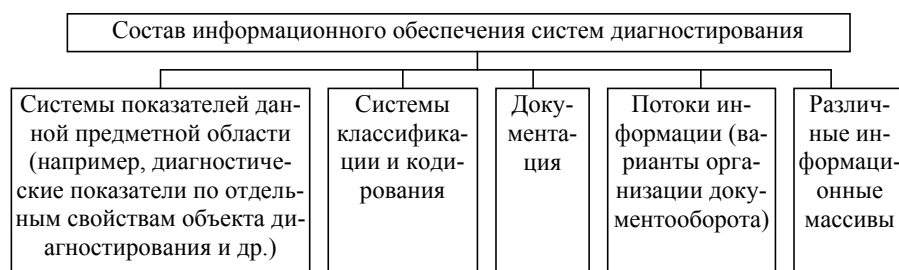 Состав информационного обеспечения систем диагностирования
Системы показателей дан-
ной предметной области
(например, диагностиче-
ские показатели по отдель-
ным свойствам объекта ди-
агностирования и др.)
Системы
классифика-
ции и коди-
рования
Доку-
мента-
ция
Потоки ин-
формации (ва-
рианты орга-
низации доку-
ментооборота)
Различ-
ные ин-
формаци-
онные
массивы